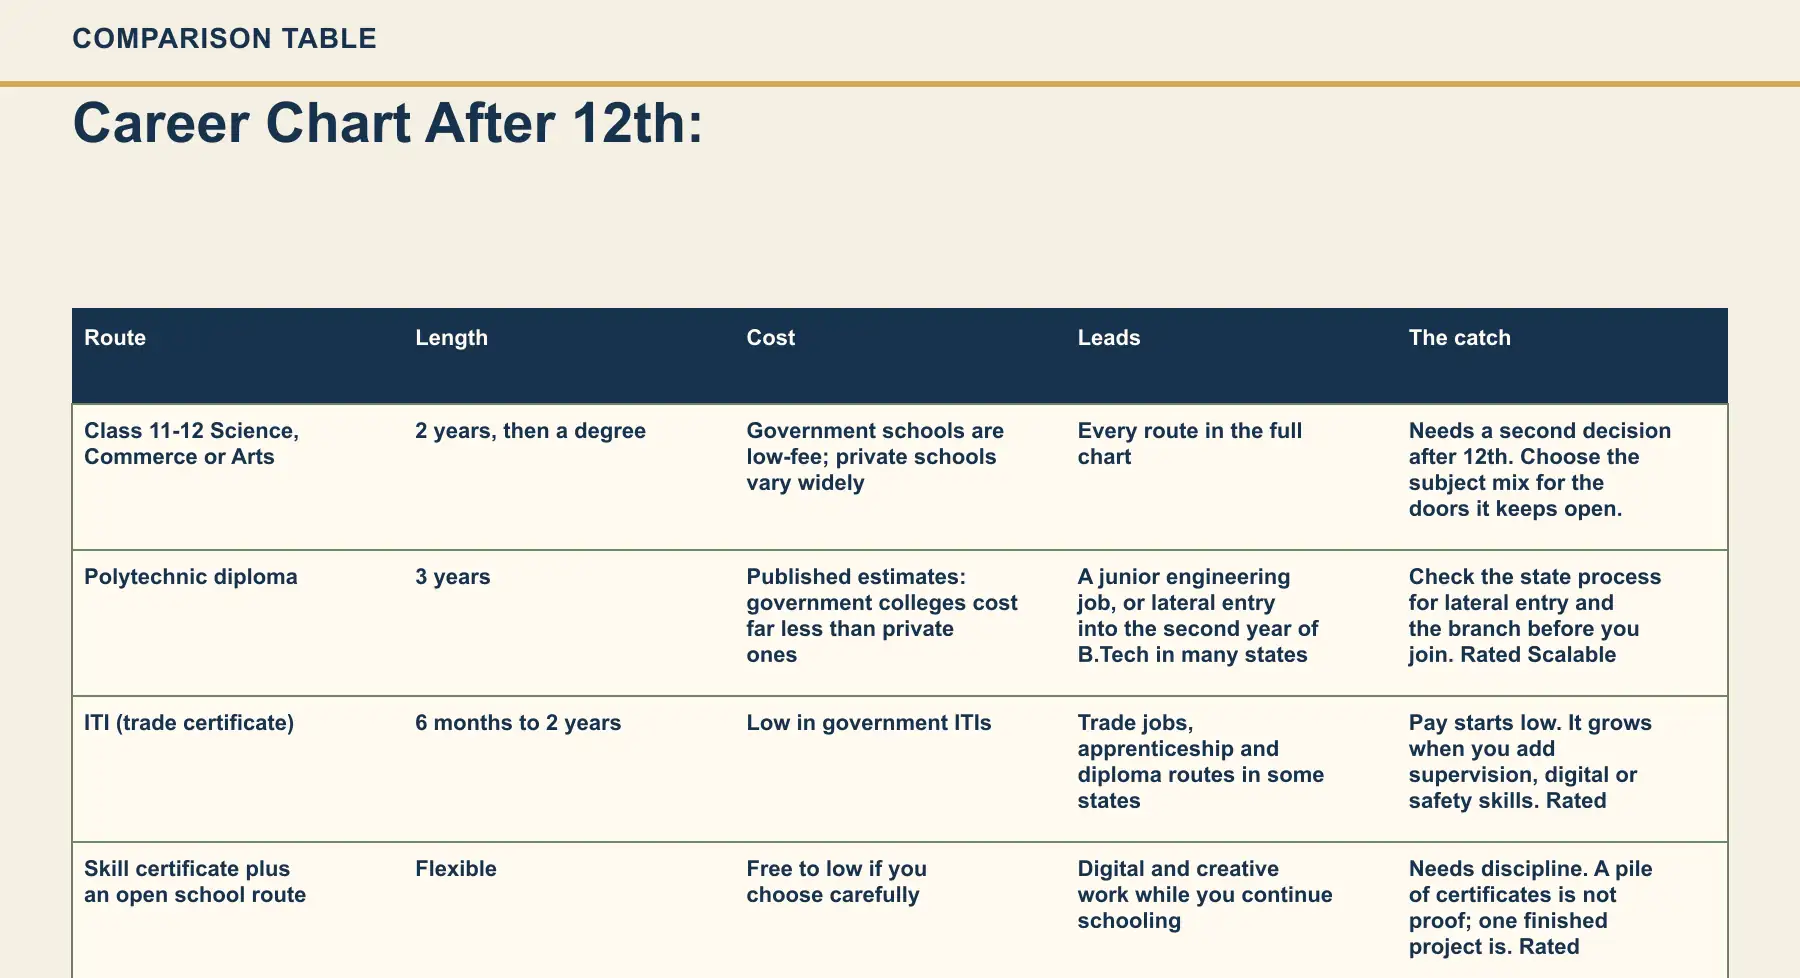 COMPARISON TABLE
Career Chart After 12th:
Route
Length
Cost
Leads
The catch
Class 11-12 Science,
Commerce or Arts
2 years, then a degree
Government schools are
low-fee; private schools
vary widely
Every route in the full
chart
Needs a second decision
after 12th. Choose the
subject mix for the
doors it keeps open.
Polytechnic diploma
3 years
Published estimates:
government colleges cost
far less than private
ones
A junior engineering
job, or lateral entry
into the second year of
B.Tech in many states
Check the state process
for lateral entry and
the branch before you
join. Rated Scalable
ITI (trade certificate)
6 months to 2 years
Low in government ITIs
Trade jobs,
apprenticeship and
diploma routes in some
states
Pay starts low. It grows
when you add
supervision, digital or
safety skills. Rated
Skill certificate plus
an open school route
Flexible
Free to low if you
choose carefully
Digital and creative
work while you continue
schooling
Needs discipline. A pile
of certificates is not
proof; one finished
project is. Rated